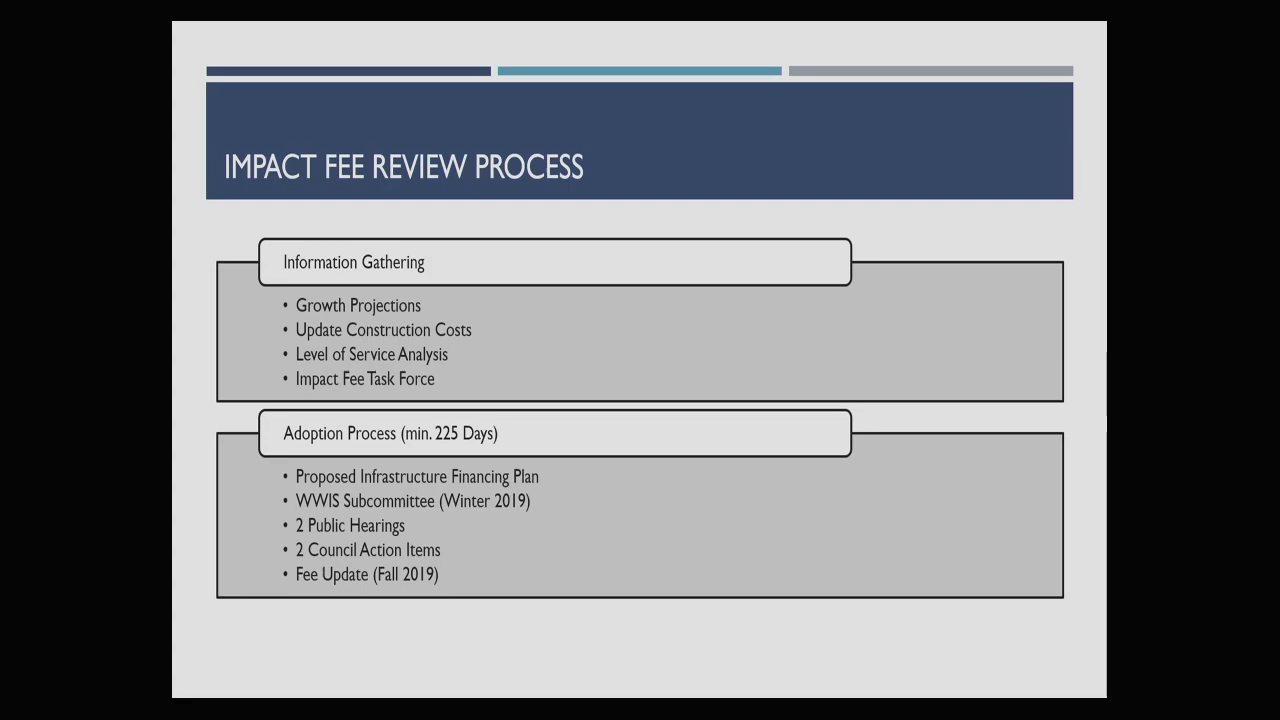 IMPACT FEE REVIEW PROCESS
Information Gathering
• Growth Projections
• Update Construction Costs
• Level of Service Analysis
• Impact Fee Task Force
Adoption Process (min. 225 Days)
• Proposed Infrastructure Financing Plan
• WWIS Subcommittee (Winter 2019)
• 2 Public Hearings
• 2 Council Action Items
• Fee Update (Fall 2019)